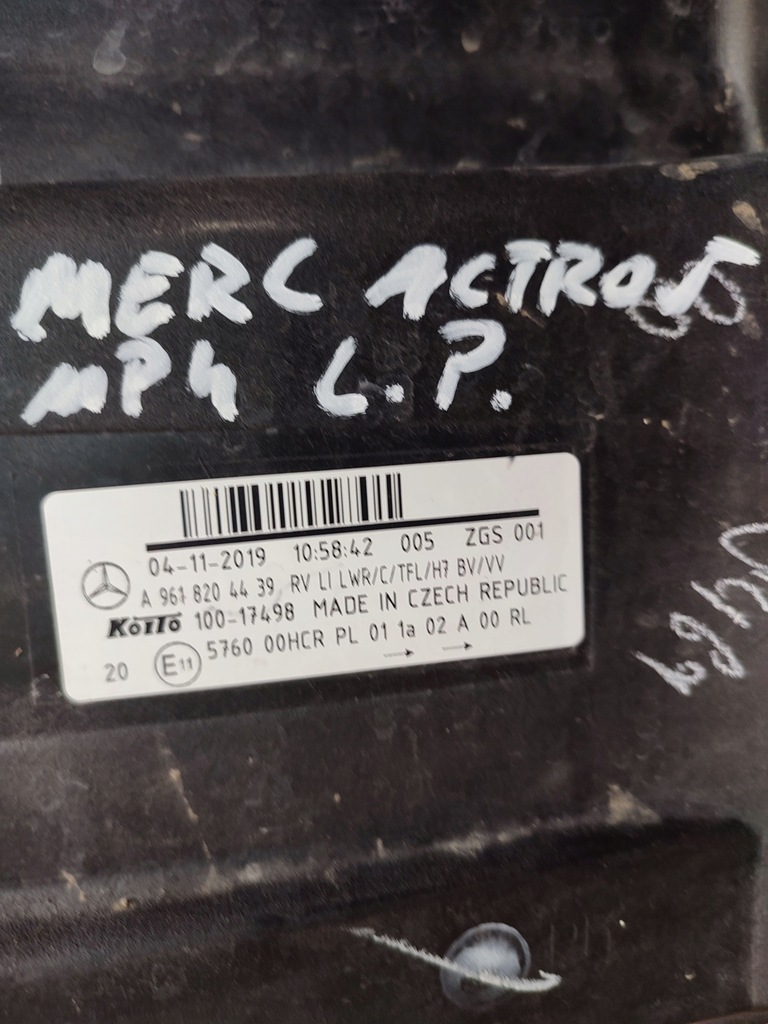 MERC ACTROS
MP4 L.P.
04-11-2019 10:58:42 005 ZGS 001
A 961 820 44 39 RV LI LWR/C/TFL/H7 BV/VV
KOITO 100-17498 MADE IN CZECH REPUBLIC
20 E11 5760 00HCR PL 01 1a 02 A 00 RL